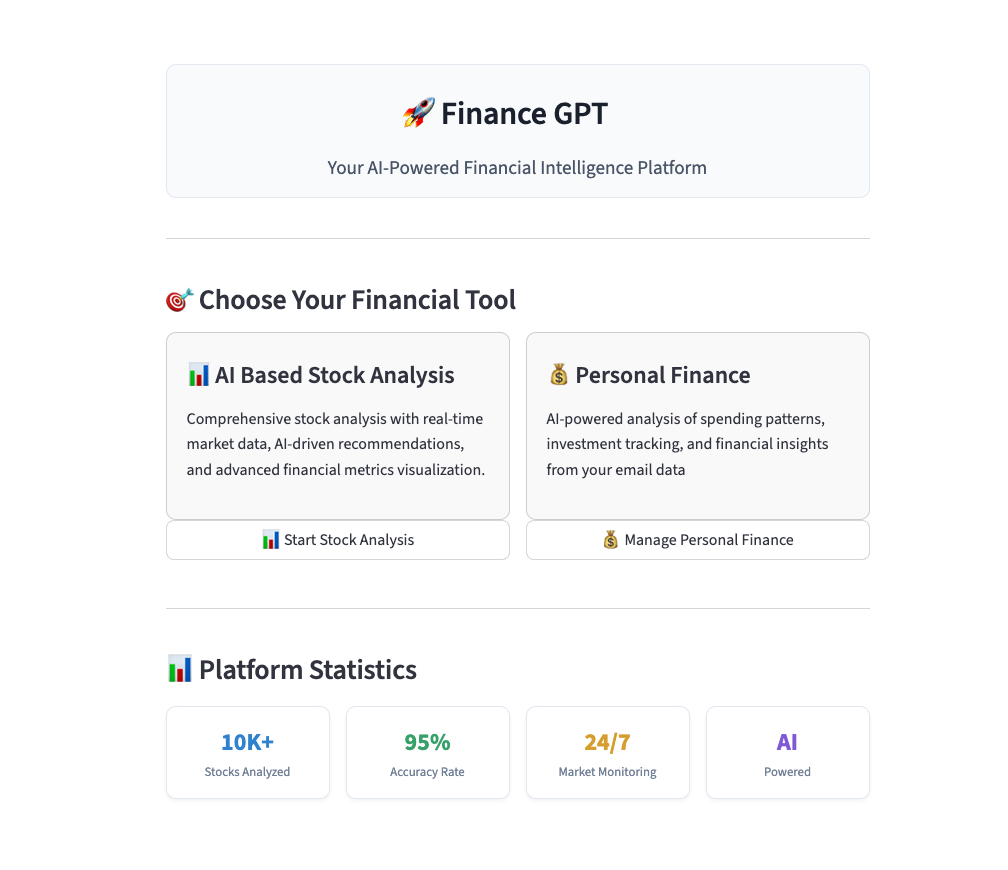 🚀 Finance GPT
Your AI-Powered Financial Intelligence Platform
🎯 Choose Your Financial Tool
📊 AI Based Stock Analysis
Comprehensive stock analysis with real-time
market data, AI-driven recommendations,
and advanced financial metrics visualization.
📊 Start Stock Analysis
💰 Personal Finance
AI-powered analysis of spending patterns,
investment tracking, and financial insights
from your email data
💰 Manage Personal Finance
📊 Platform Statistics
10K+
Stocks Analyzed
95%
Accuracy Rate
24/7
Market Monitoring
AI
Powered